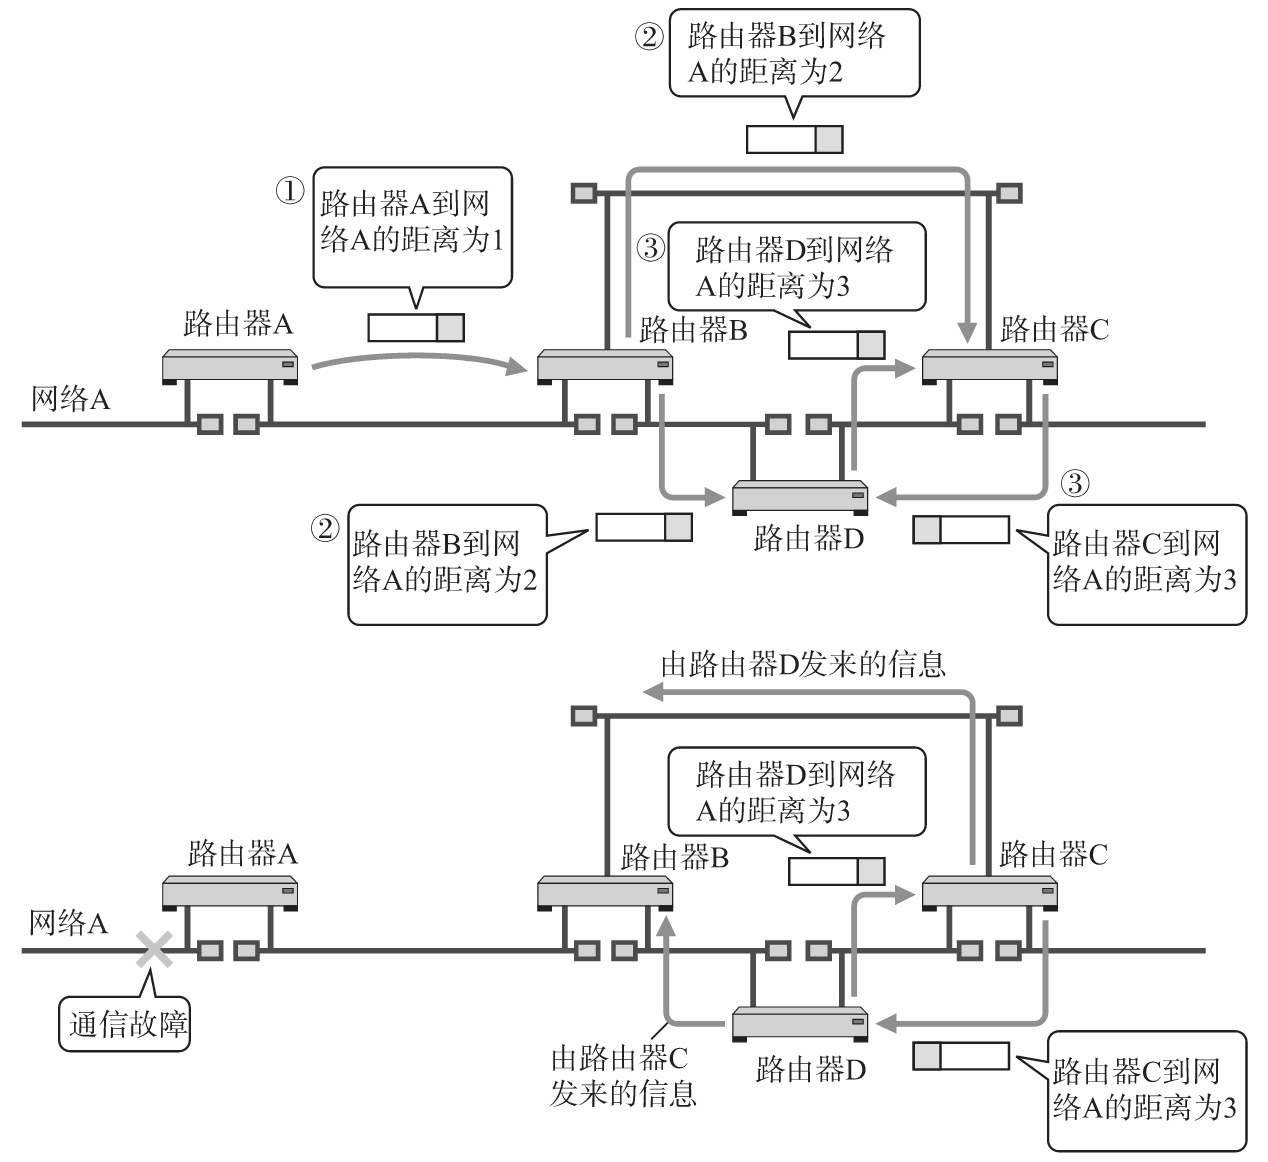 ②
路由器B到网络
A的距离为2
①
路由器A到网
络A的距离为1
③
路由器D到网络
A的距离为3
路由器A
路由器B
路由器C
网络A
②
路由器B到网
络A的距离为2
路由器D
③
路由器C到网
络A的距离为3
由路由器D发来的信息
路由器D到网络
A的距离为3
路由器A
路由器B
路由器C
网络A
通信故障
由路由器C
发来的信息
路由器D
路由器C到网
络A的距离为3